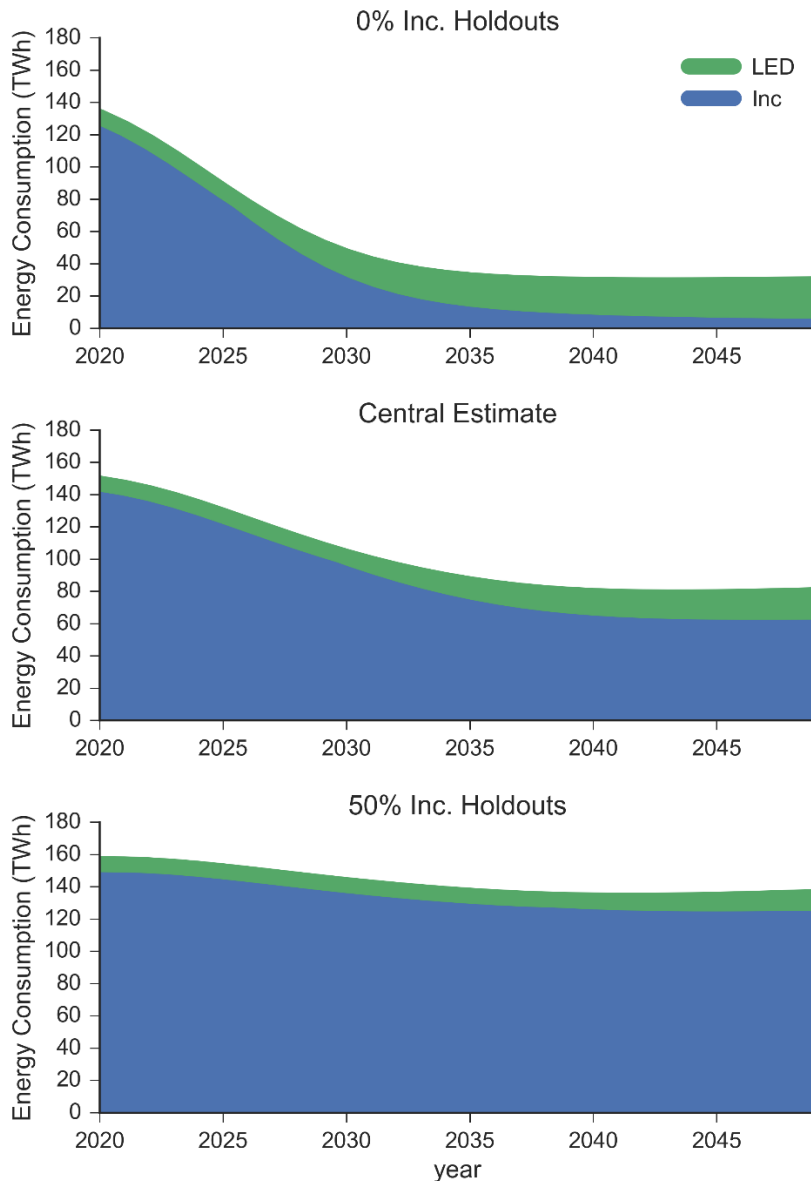 0% Inc. Holdouts
Energy Consumption (TWh)
180
160
140
120
100
80
60
40
20
0
LED
Inc
2020 2025 2030 2035 2040 2045
Central Estimate
Energy Consumption (TWh)
180
160
140
120
100
80
60
40
20
0
2020 2025 2030 2035 2040 2045
50% Inc. Holdouts
Energy Consumption (TWh)
180
160
140
120
100
80
60
40
20
0
2020 2025 2030 2035 2040 2045
year